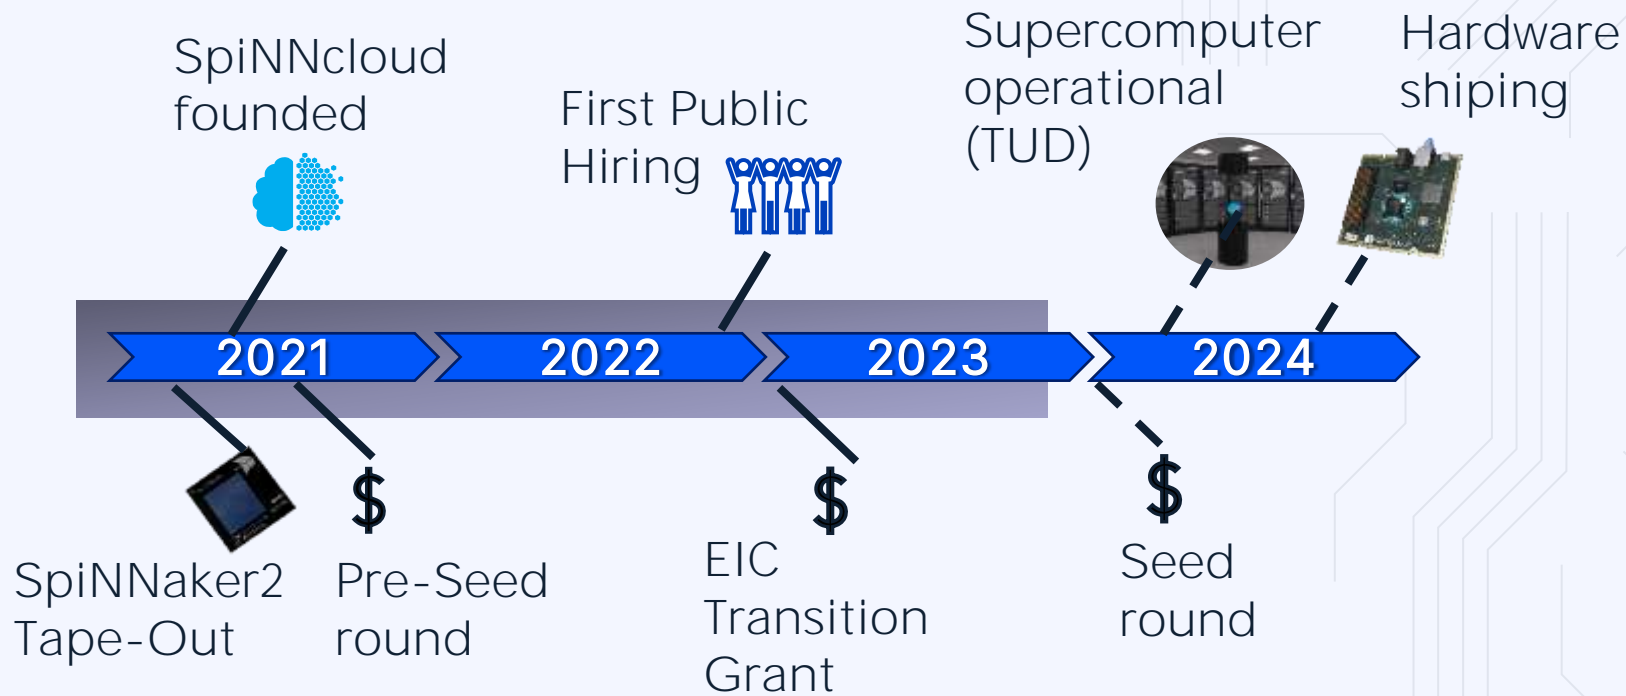 SpiNNcloud
founded
First Public
Hiring
Supercomputer
operational
(TUD)
Hardware
shiping
2021
2022
2023
2024
SpiNNaker2
Tape-Out
Pre-Seed
round
EIC
Transition
Grant
Seed
round